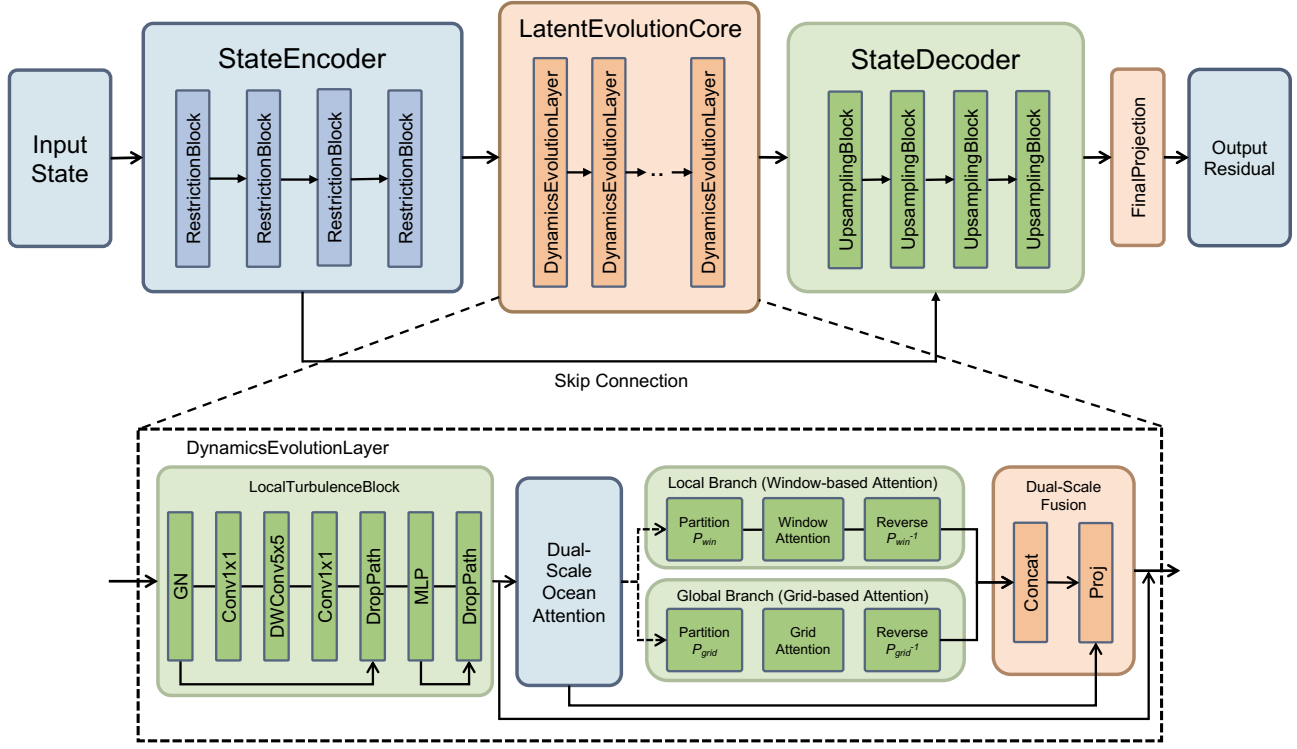 Input
State
StateEncoder
RestrictionBlock
RestrictionBlock
RestrictionBlock
RestrictionBlock
LatentEvolutionCore
DynamicsEvolutionLayer
DynamicsEvolutionLayer
..
DynamicsEvolutionLayer
StateDecoder
UpsamplingBlock
UpsamplingBlock
UpsamplingBlock
UpsamplingBlock
FinalProjection
Output
Residual
Skip Connection
DynamicsEvolutionLayer
LocalTurbulenceBlock
GN
Conv1x1
DWConv5x5
Conv1x1
DropPath
MLP
DropPath
Dual-
Scale
Ocean
Attention
Local Branch (Window-based Attention)
Partition
P_win
Window
Attention
Reverse
P_win^-1
Global Branch (Grid-based Attention)
Partition
P_grid
Grid
Attention
Reverse
P_grid^-1
Dual-Scale
Fusion
Concat
Proj